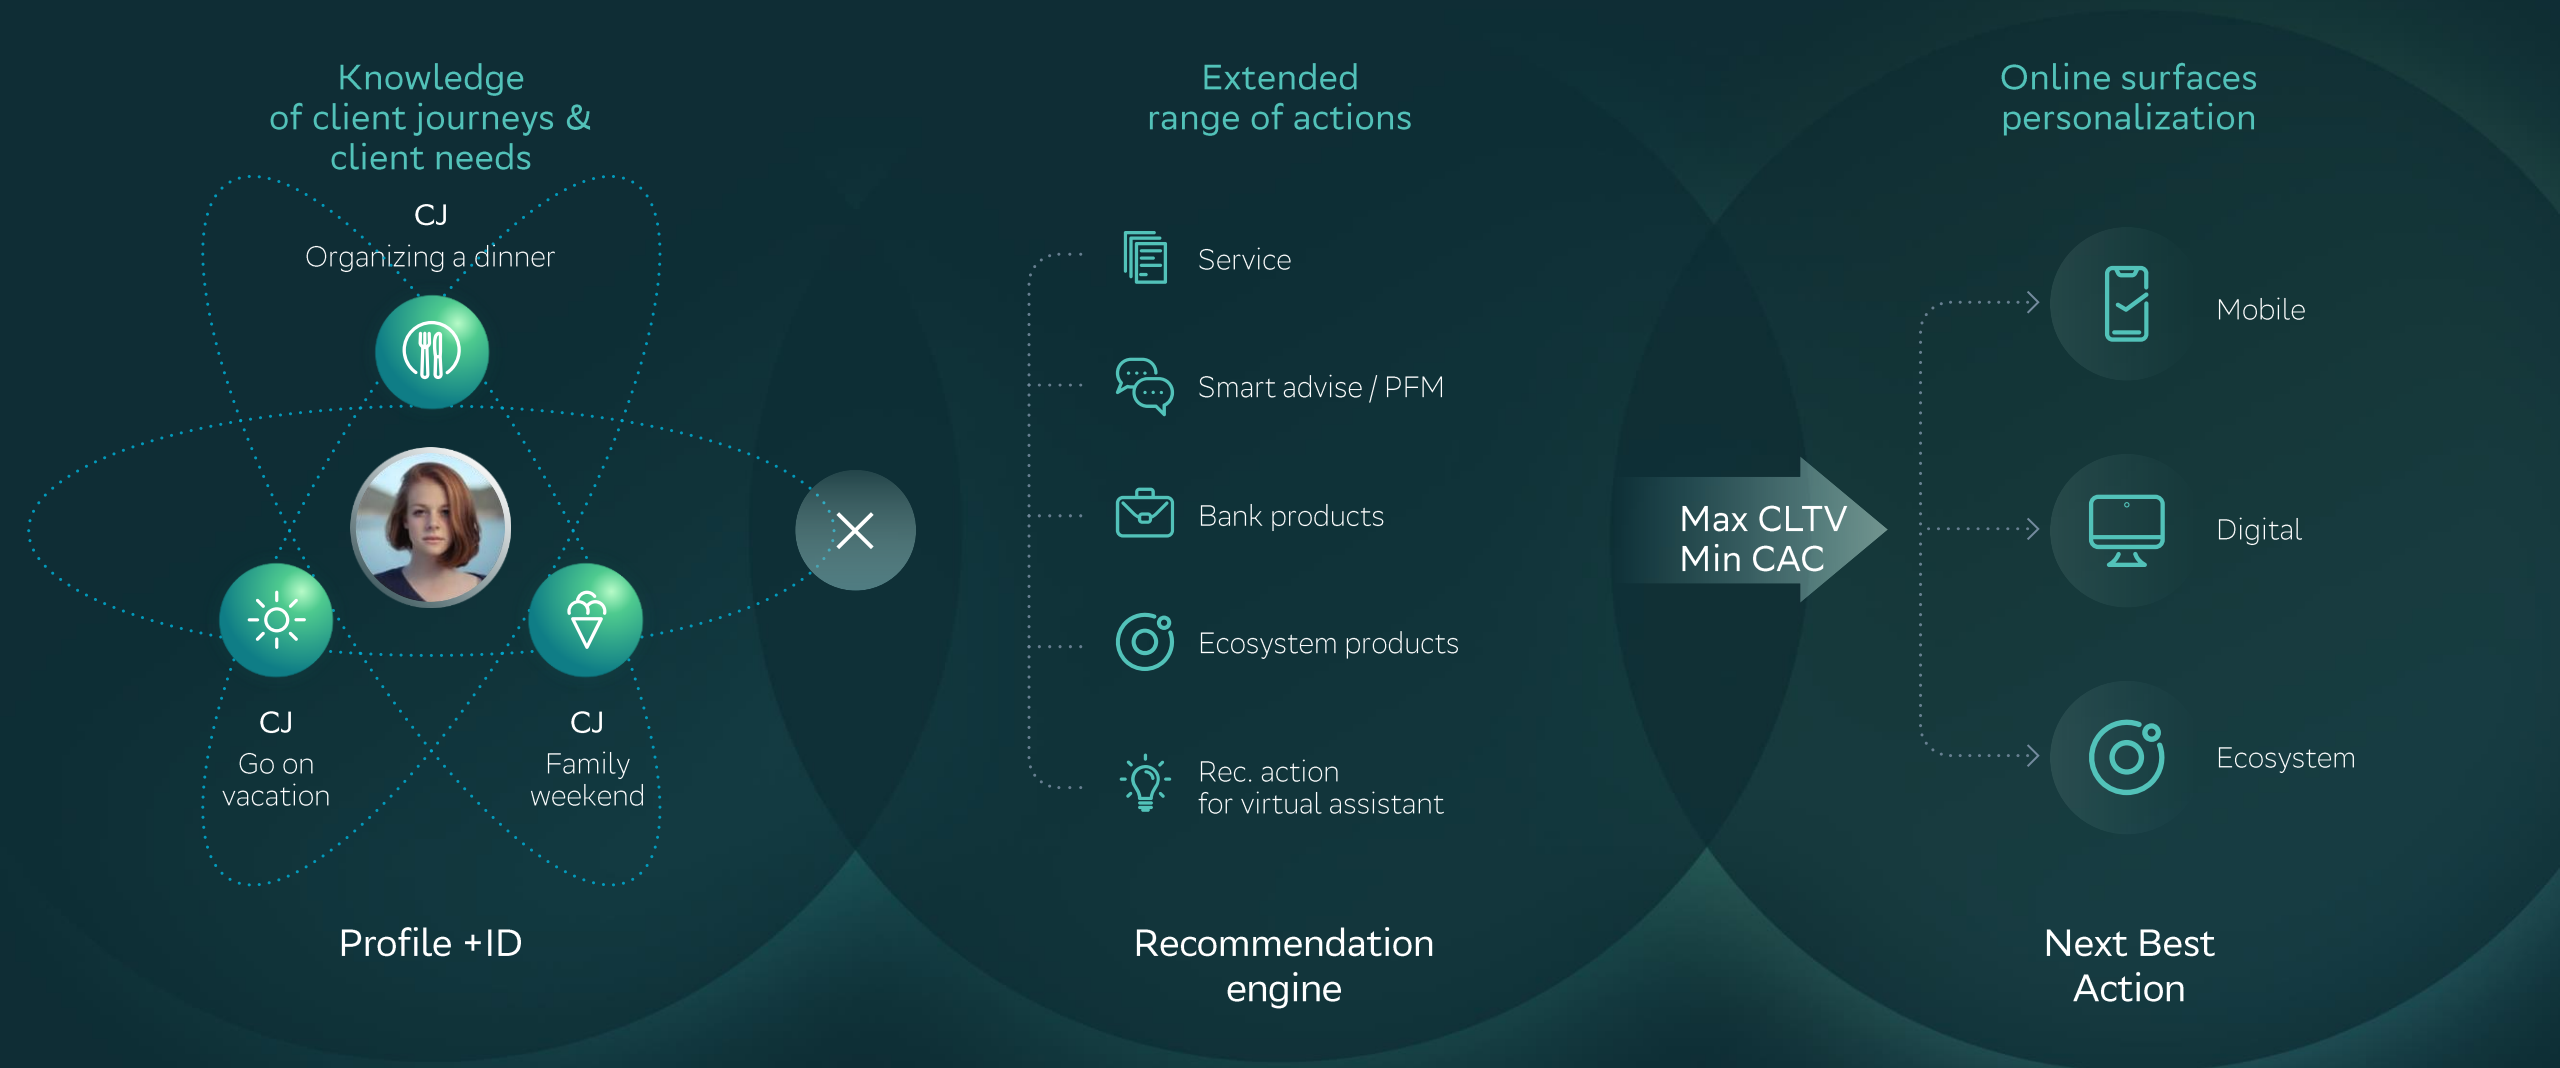 Knowledge
of client journeys &
client needs
CJ
Organizing a dinner
CJ
Go on
vacation
CJ
Family
weekend
Profile +ID
Extended
range of actions
Service
Smart advise / PFM
Bank products
Ecosystem products
Rec. action
for virtual assistant
Recommendation
engine
Max CLTV
Min CAC
Online surfaces
personalization
Mobile
Digital
Ecosystem
Next Best
Action